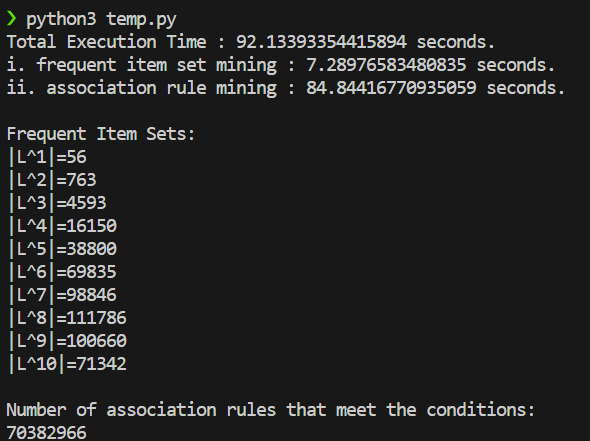 ❯ python3 temp.py
Total Execution Time : 92.13393354415894 seconds.
i. frequent item set mining : 7.28976583480835 seconds.
ii. association rule mining : 84.84416770935059 seconds.

Frequent Item Sets:
|L^1|=56
|L^2|=763
|L^3|=4593
|L^4|=16150
|L^5|=38800
|L^6|=69835
|L^7|=98846
|L^8|=111786
|L^9|=100660
|L^10|=71342

Number of association rules that meet the conditions:
70382966